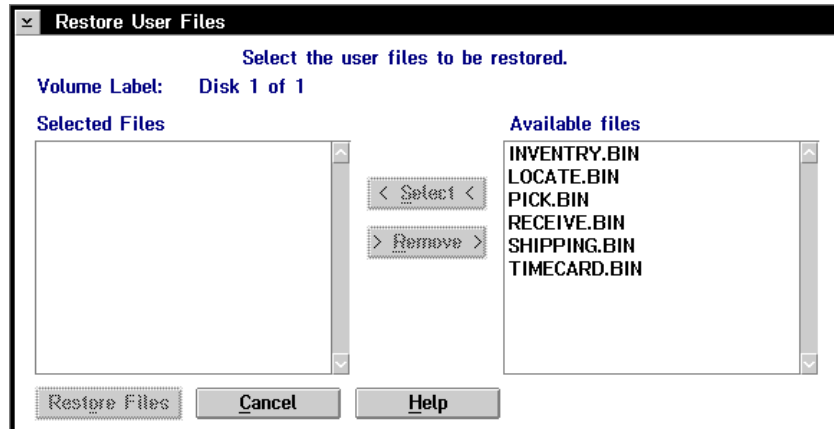 Restore User Files
Select the user files to be restored.
Volume Label: Disk 1 of 1
Selected Files
Available files
INVENTRY.BIN
LOCATE.BIN
PICK.BIN
RECEIVE.BIN
SHIPPING.BIN
TIMECARD.BIN
< Select <
> Remove >
Restore Files Cancel Help